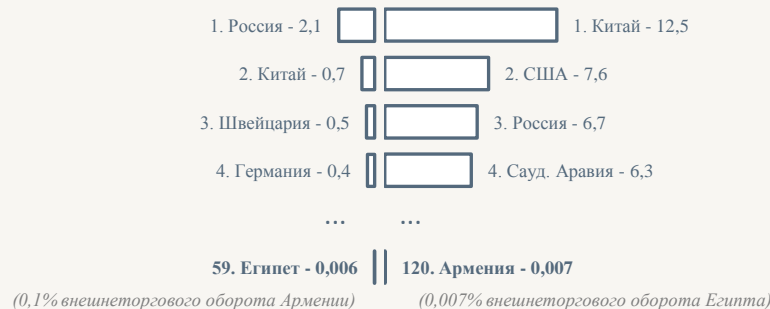 1. Россия - 2,1
1. Китай - 12,5
2. Китай - 0,7
2. США - 7,6
3. Швейцария - 0,5
3. Россия - 6,7
4. Германия - 0,4
4. Сауд. Аравия - 6,3
...
...
59. Египет - 0,006
120. Армения - 0,007
(0,1% внешнеторгового оборота Армении)
(0,007% внешнеторгового оборота Египта)